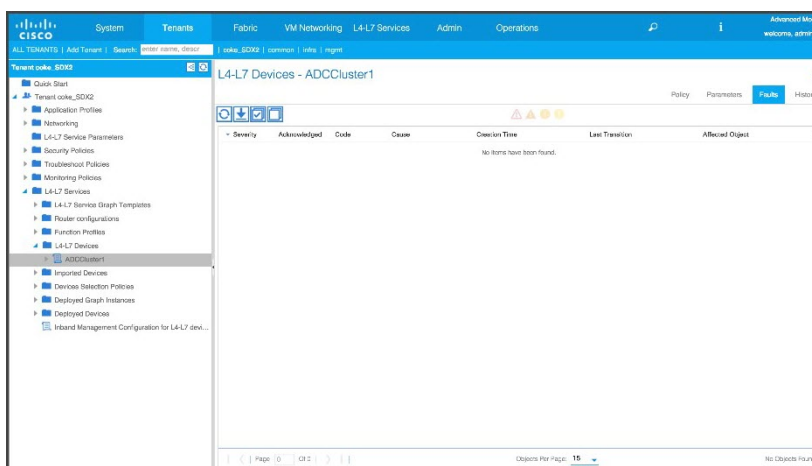 CISCO
System Tenants Fabric VM Networking L4-L7 Services Admin Operations i
Advanced Mo
welcome, admin
ALL TENANTS | Add Tenant | Search: enter name, descr | coke_SDX2 | common | infra | mgmt
Tenant coke_SDX2
Quick Start
Tenant coke_SDX2
Application Profiles
Networking
L4-L7 Service Parameters
Security Policies
Troubleshoot Policies
Monitoring Policies
L4-L7 Services
L4-L7 Service Graph Templates
Router configurations
Function Profiles
L4-L7 Devices
ADCCluster1
Imported Devices
Devices Selection Policies
Deployed Graph Instances
Deployed Devices
Inband Management Configuration for L4-L7 devi...
L4-L7 Devices - ADCCluster1
Policy Parameters Faults Histor
Severity Acknowledged Code Cause Creation Time Last Transition Affected Object
No items have been found.
Page 0 Of 0 Objects Per Page: 15 No Objects Foun